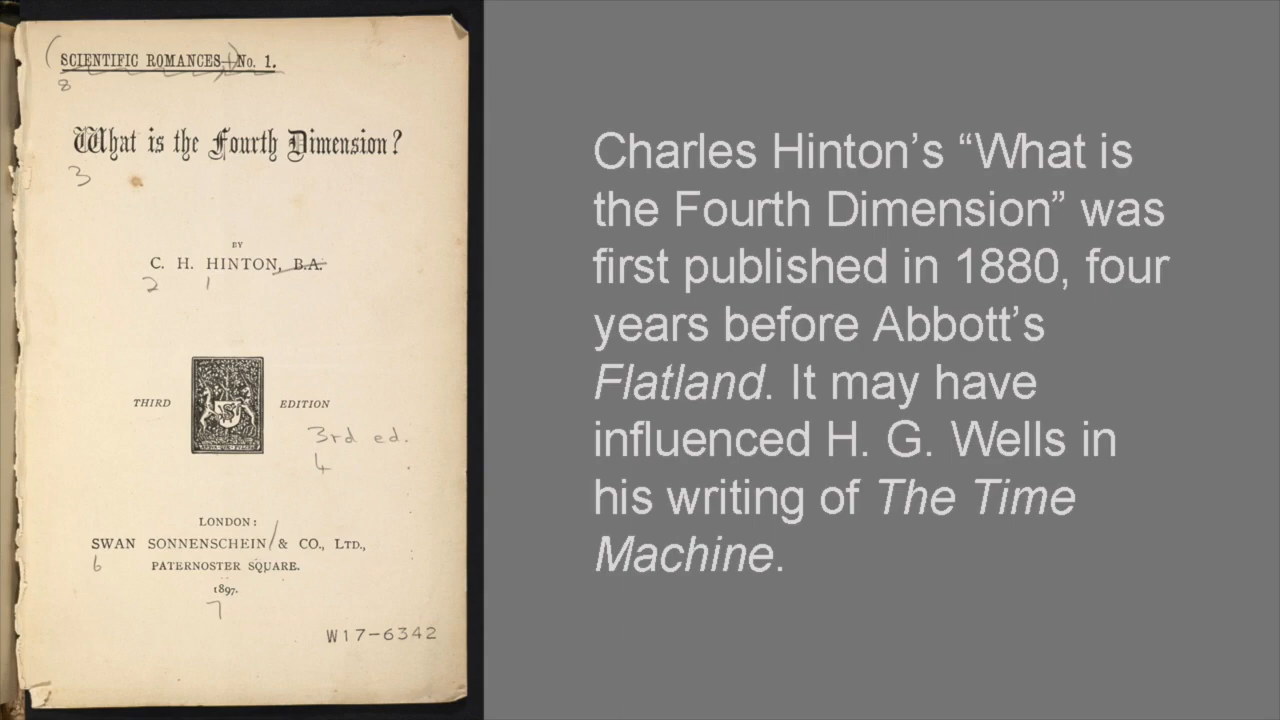 SCIENTIFIC ROMANCES—No. 1.
8
What is the Fourth Dimension?
3
BY
C. H. HINTON, B.A.
2 1
THIRD EDITION
3rd ed.
4
LONDON:
SWAN SONNENSCHEIN / & CO., LTD.,
6 PATERNOSTER SQUARE.
1897.
7
W17-6342
Charles Hinton’s “What is
the Fourth Dimension” was
first published in 1880, four
years before Abbott’s
Flatland. It may have
influenced H. G. Wells in
his writing of The Time
Machine.